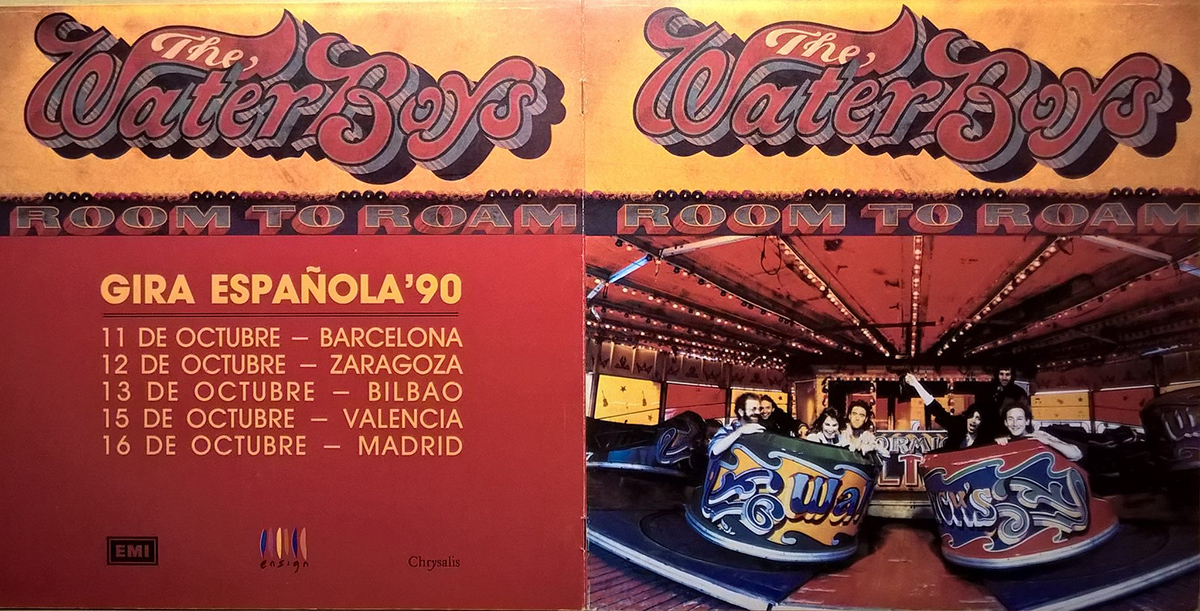 The
WaterBoys
ROOM TO ROAM
GIRA ESPAÑOLA'90
11 DE OCTUBRE – BARCELONA
12 DE OCTUBRE – ZARAGOZA
13 DE OCTUBRE – BILBAO
15 DE OCTUBRE – VALENCIA
16 DE OCTUBRE – MADRID
EMI
ensign
Chrysalis
The
WaterBoys
ROOM TO ROAM